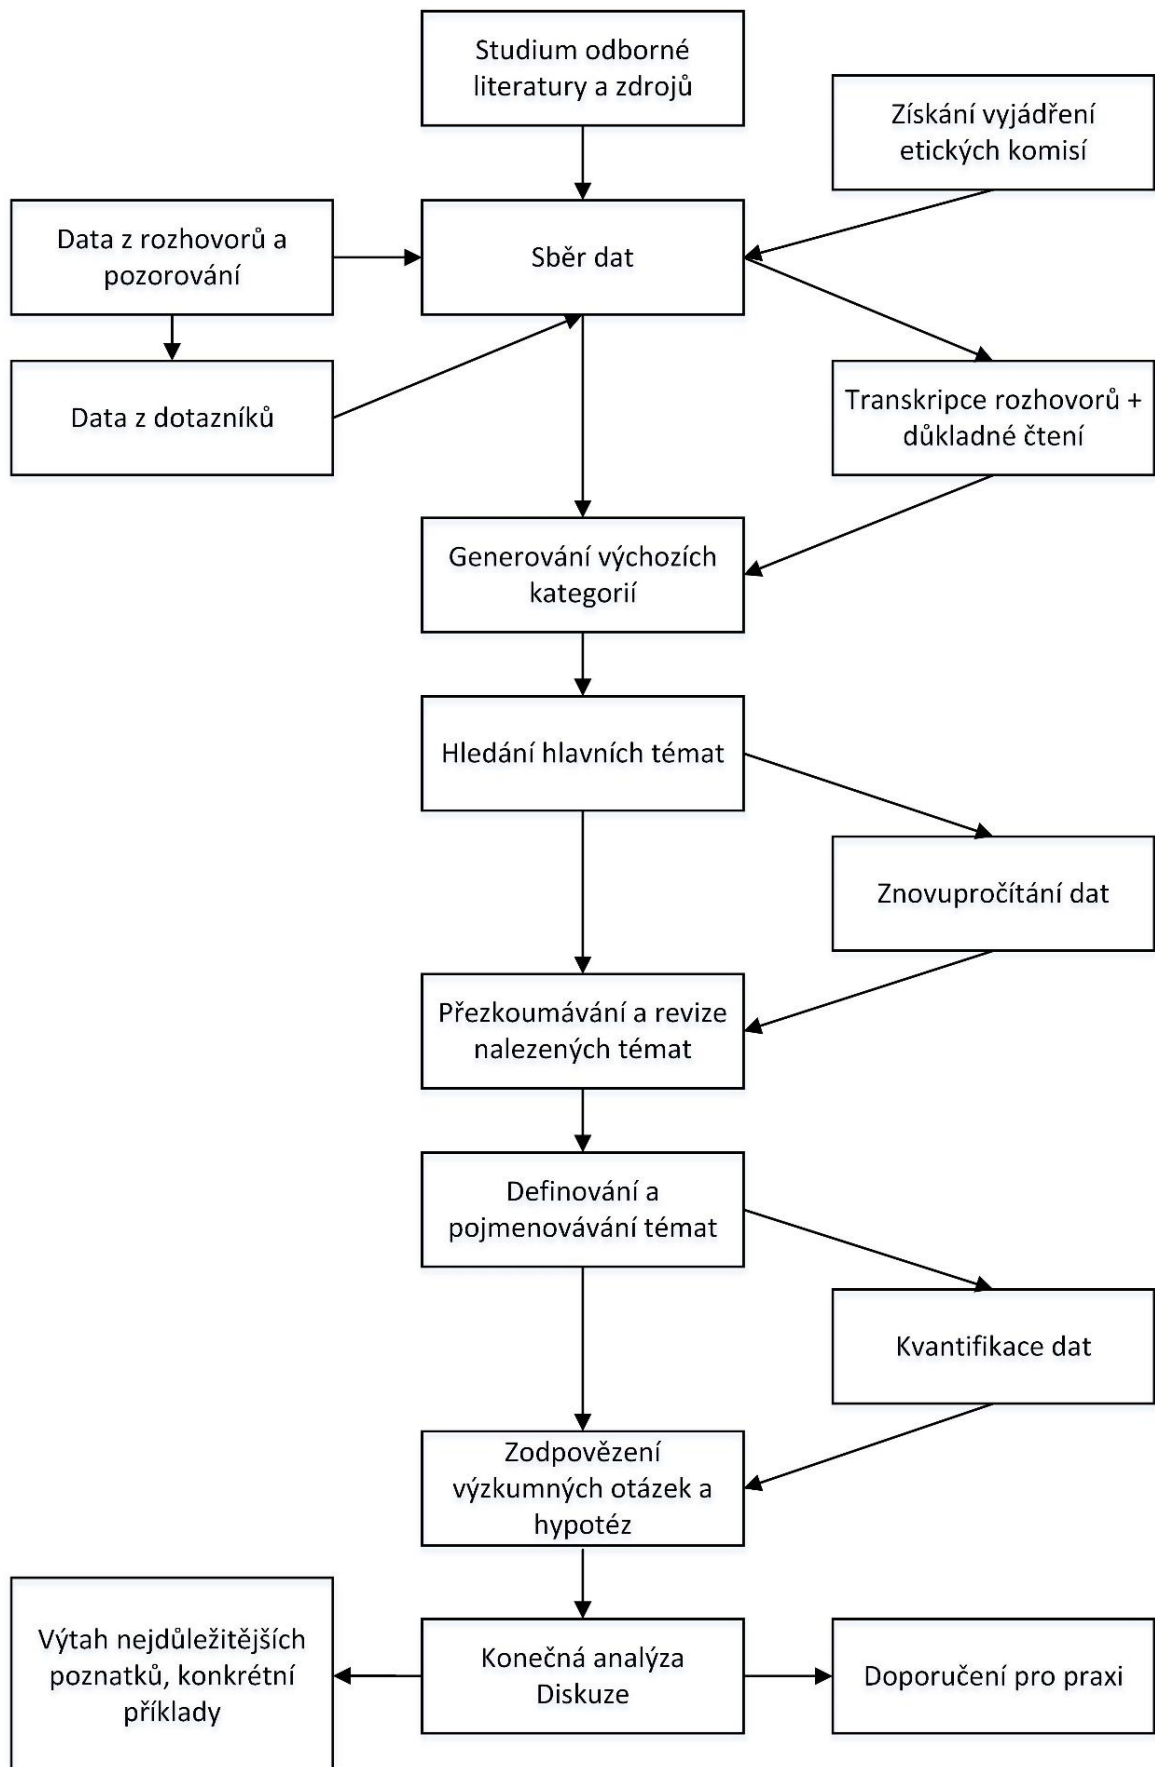 Studium odborné
literatury a zdrojů
Získání vyjádření
etických komisí
Data z rozhovorů a
pozorování
Sběr dat
Data z dotazníků
Transkripce rozhovorů +
důkladné čtení
Generování výchozích
kategorií
Hledání hlavních témat
Znovupročítání dat
Přezkoumávání a revize
nalezených témat
Definování a
pojmenovávání témat
Kvantifikace dat
Zodpovězení
výzkumných otázek a
hypotéz
Výtah nejdůležitějších
poznatků, konkrétní
příklady
Konečná analýza
Diskuze
Doporučení pro praxi